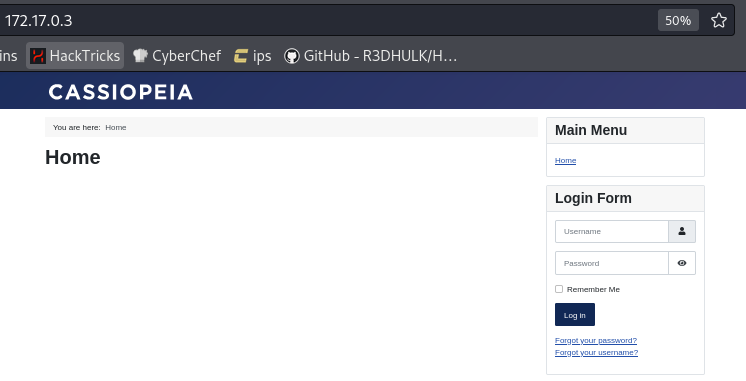 172.17.0.3
50%
ins
HackTricks
CyberChef
ips
GitHub - R3DHULK/H...
CASSIOPEIA
You are here: Home
Home
Main Menu
Home
Login Form
Username
Password
Remember Me
Log in
Forgot your password?
Forgot your username?